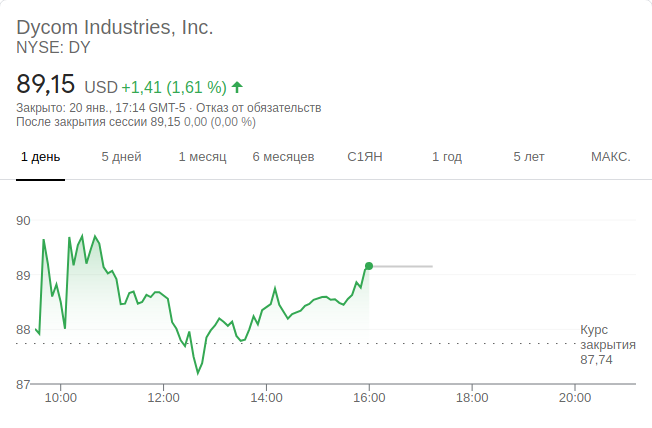 Dycom Industries, Inc.
NYSE: DY
89,15 USD +1,41 (1,61 %)
Закрыто: 20 янв., 17:14 GMT-5 · Отказ от обязательств
После закрытия сессии 89,15 0,00 (0,00 %)
1 день 5 дней 1 месяц 6 месяцев С1ЯН 1 год 5 лет МАКС.
90
89
88
87
Курс
закрытия
87,74
10:00 12:00 14:00 16:00 18:00 20:00